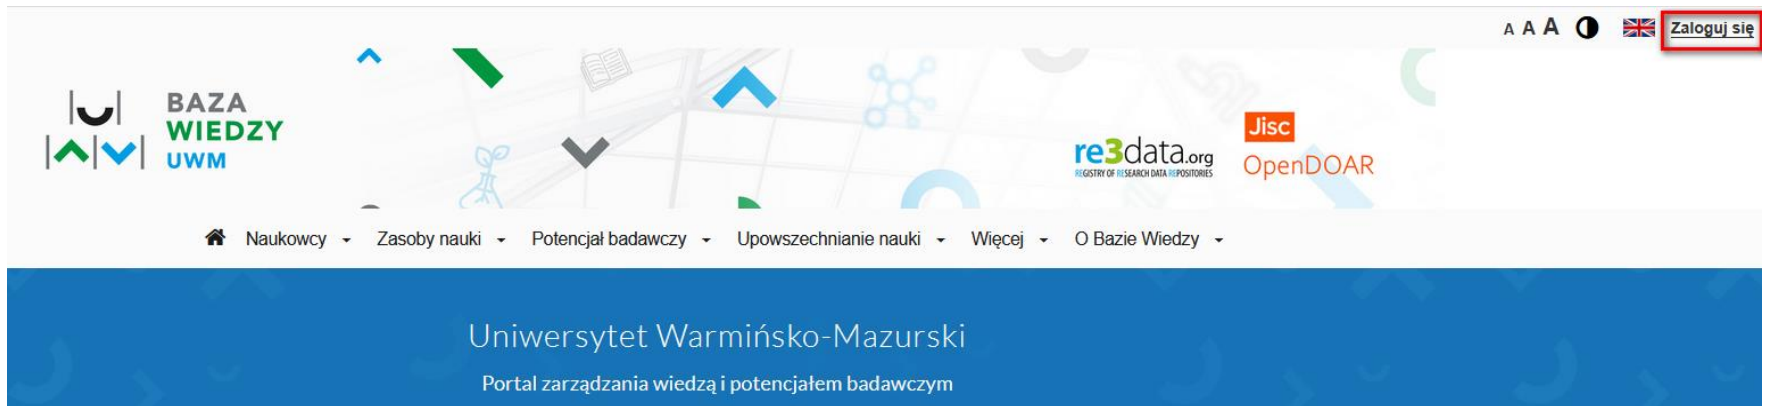 A A A Zaloguj się
BAZA
WIEDZY
UWM
re3data.org
REGISTRY OF RESEARCH DATA REPOSITORIES
Jisc
OpenDOAR
Naukowcy Zasoby nauki Potencjał badawczy Upowszechnianie nauki Więcej O Bazie Wiedzy
Uniwersytet Warmińsko-Mazurski
Portal zarządzania wiedzą i potencjałem badawczym